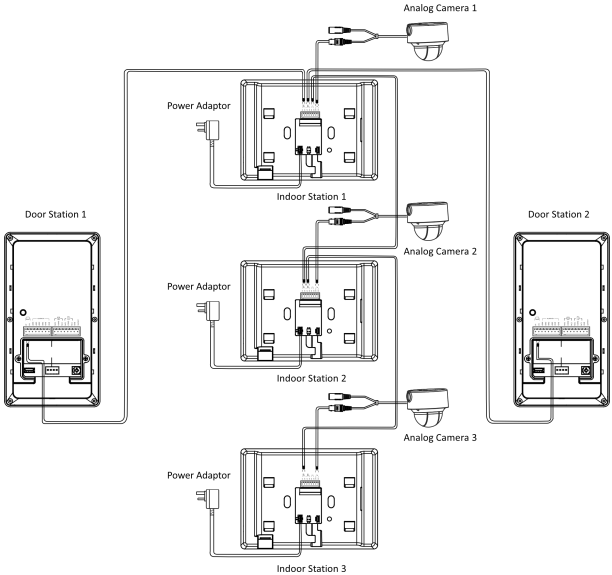 Analog Camera 1
Power Adaptor
Indoor Station 1
Door Station 1
Door Station 2
Analog Camera 2
Power Adaptor
Indoor Station 2
Analog Camera 3
Power Adaptor
Indoor Station 3